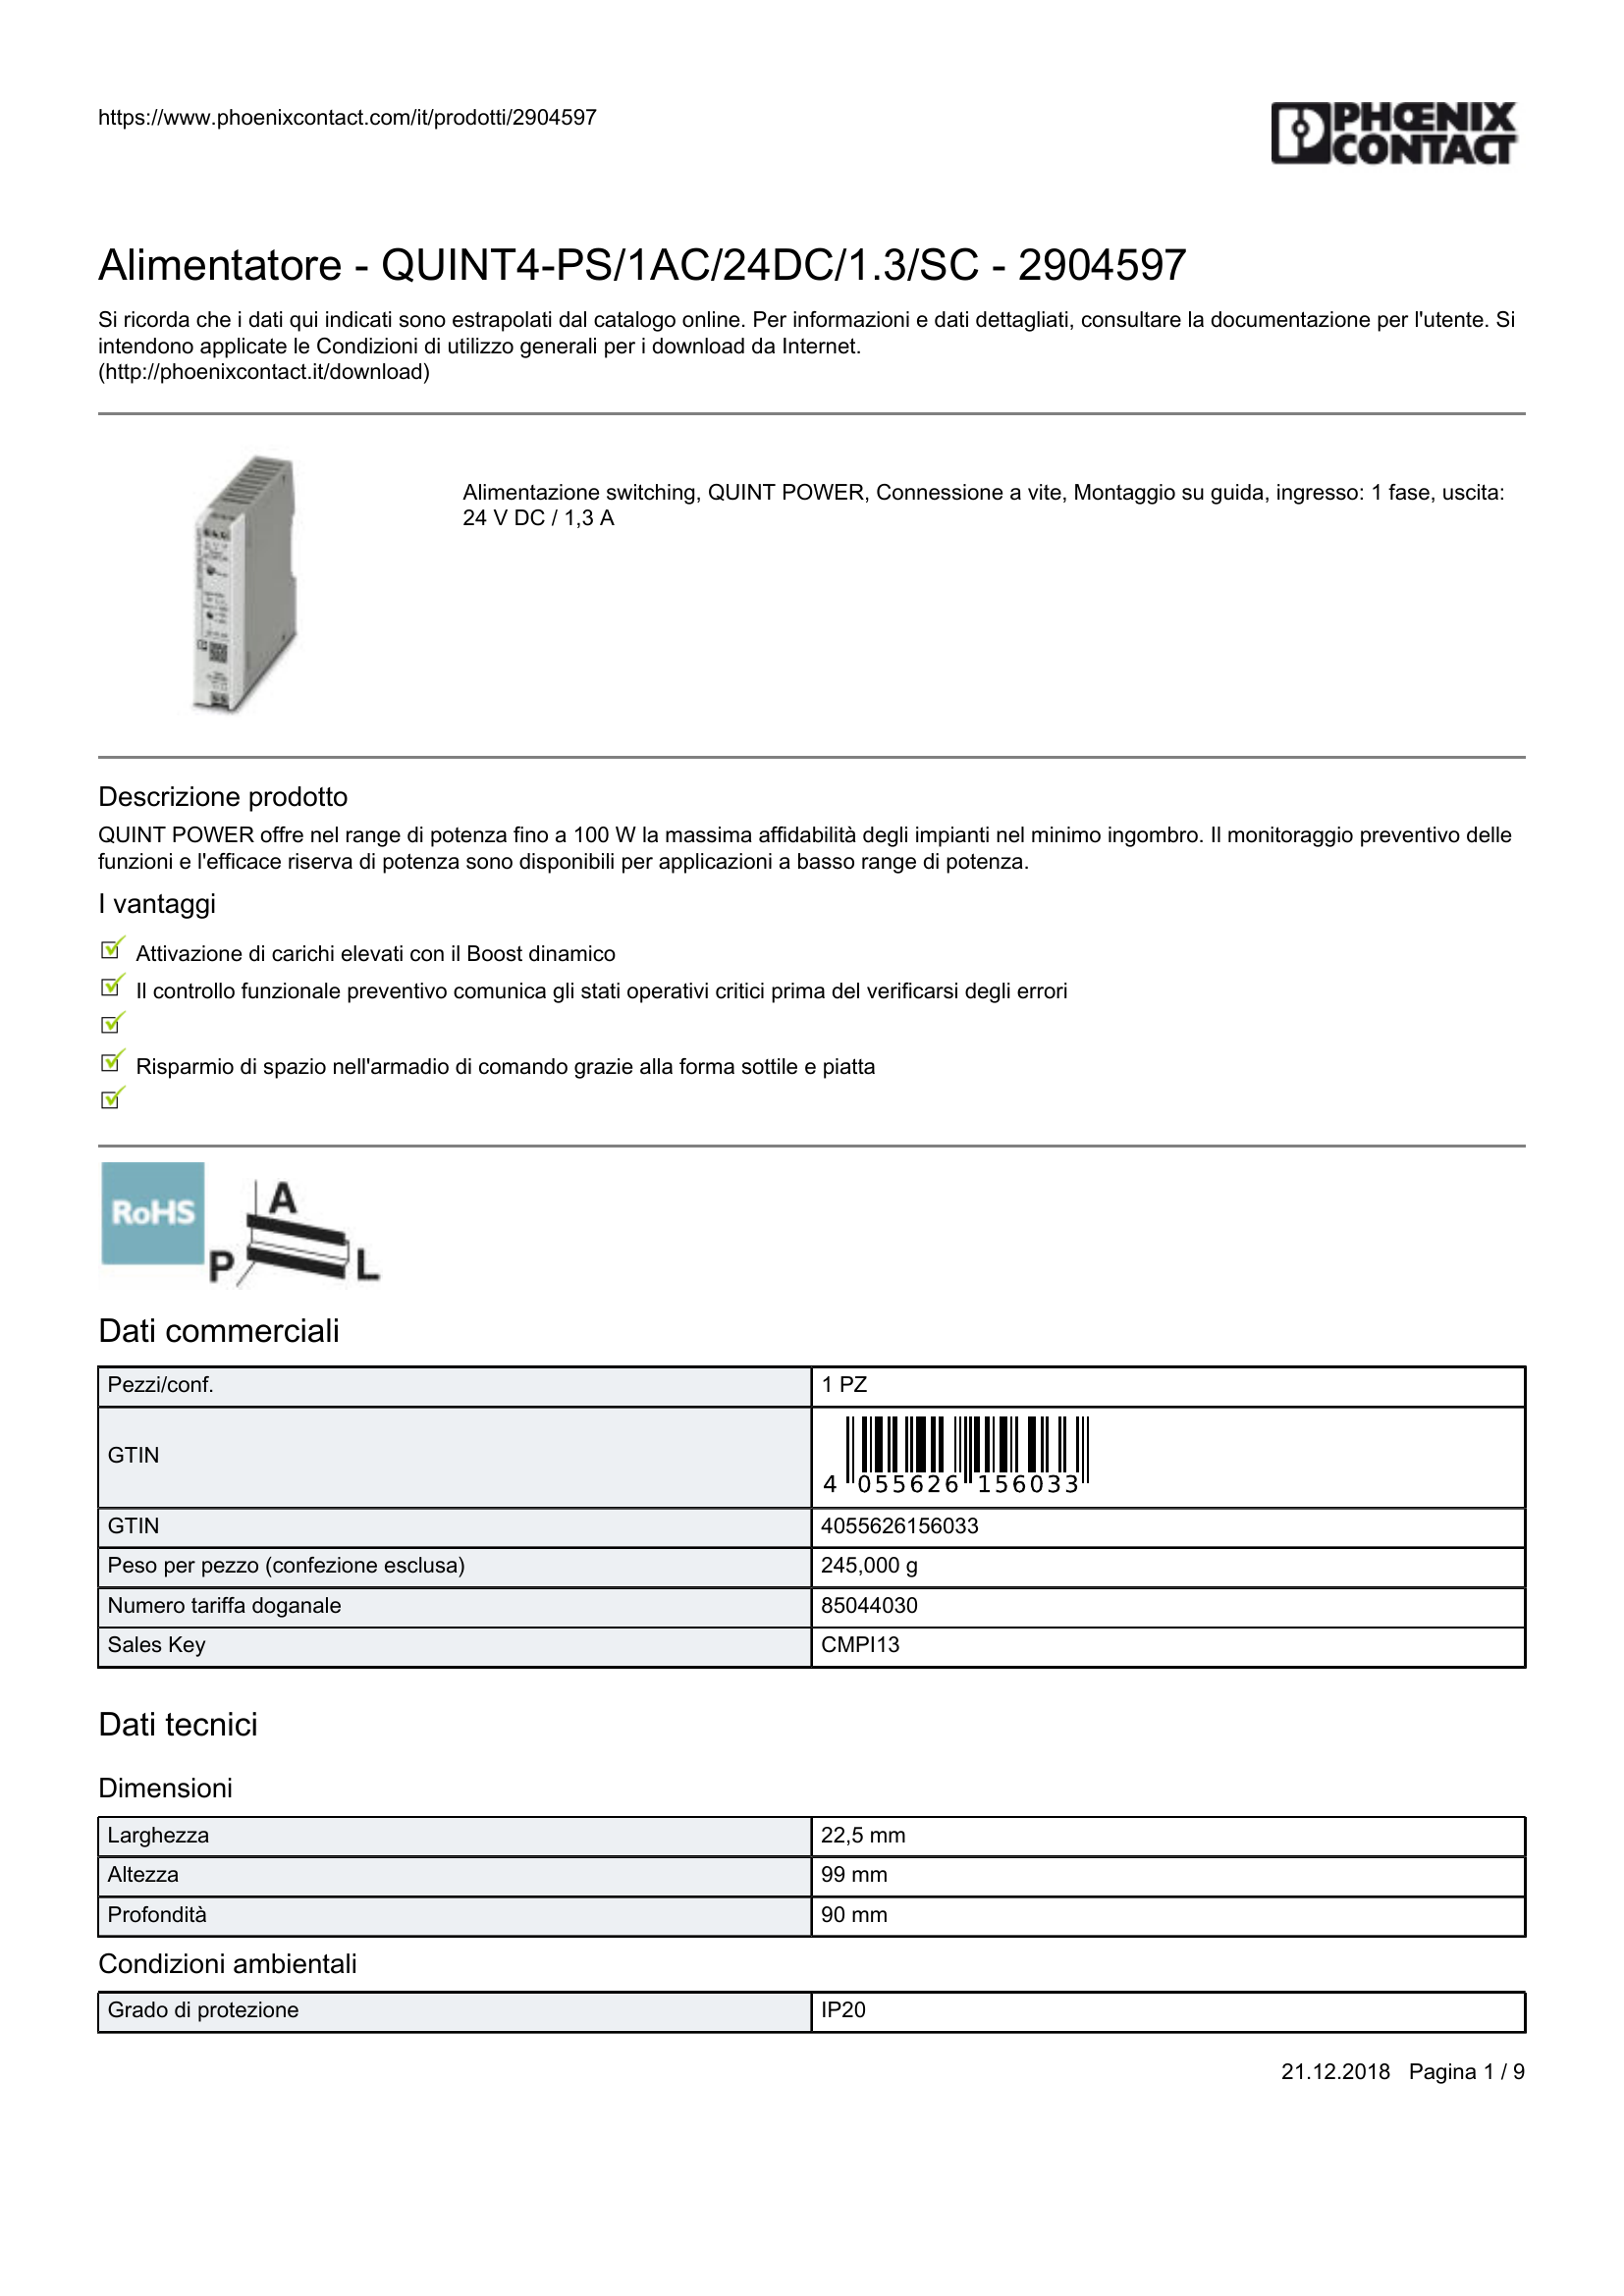 https://www.phoenixcontact.com/it/prodotti/2904597
PHŒNIX
CONTACT
Alimentatore - QUINT4-PS/1AC/24DC/1.3/SC - 2904597
Si ricorda che i dati qui indicati sono estrapolati dal catalogo online. Per informazioni e dati dettagliati, consultare la documentazione per l'utente. Si
intendono applicate le Condizioni di utilizzo generali per i download da Internet.
(http://phoenixcontact.it/download)
Alimentazione switching, QUINT POWER, Connessione a vite, Montaggio su guida, ingresso: 1 fase, uscita:
24 V DC / 1,3 A
Descrizione prodotto
QUINT POWER offre nel range di potenza fino a 100 W la massima affidabilità degli impianti nel minimo ingombro. Il monitoraggio preventivo delle
funzioni e l'efficace riserva di potenza sono disponibili per applicazioni a basso range di potenza.
I vantaggi
Attivazione di carichi elevati con il Boost dinamico
Il controllo funzionale preventivo comunica gli stati operativi critici prima del verificarsi degli errori
Risparmio di spazio nell'armadio di comando grazie alla forma sottile e piatta
RoHS
A
P
L
Dati commerciali
Pezzi/conf. 1 PZ
GTIN 4 055626 156033
GTIN 4055626156033
Peso per pezzo (confezione esclusa) 245,000 g
Numero tariffa doganale 85044030
Sales Key CMPI13
Dati tecnici
Dimensioni
Larghezza 22,5 mm
Altezza 99 mm
Profondità 90 mm
Condizioni ambientali
Grado di protezione IP20
21.12.2018 Pagina 1 / 9